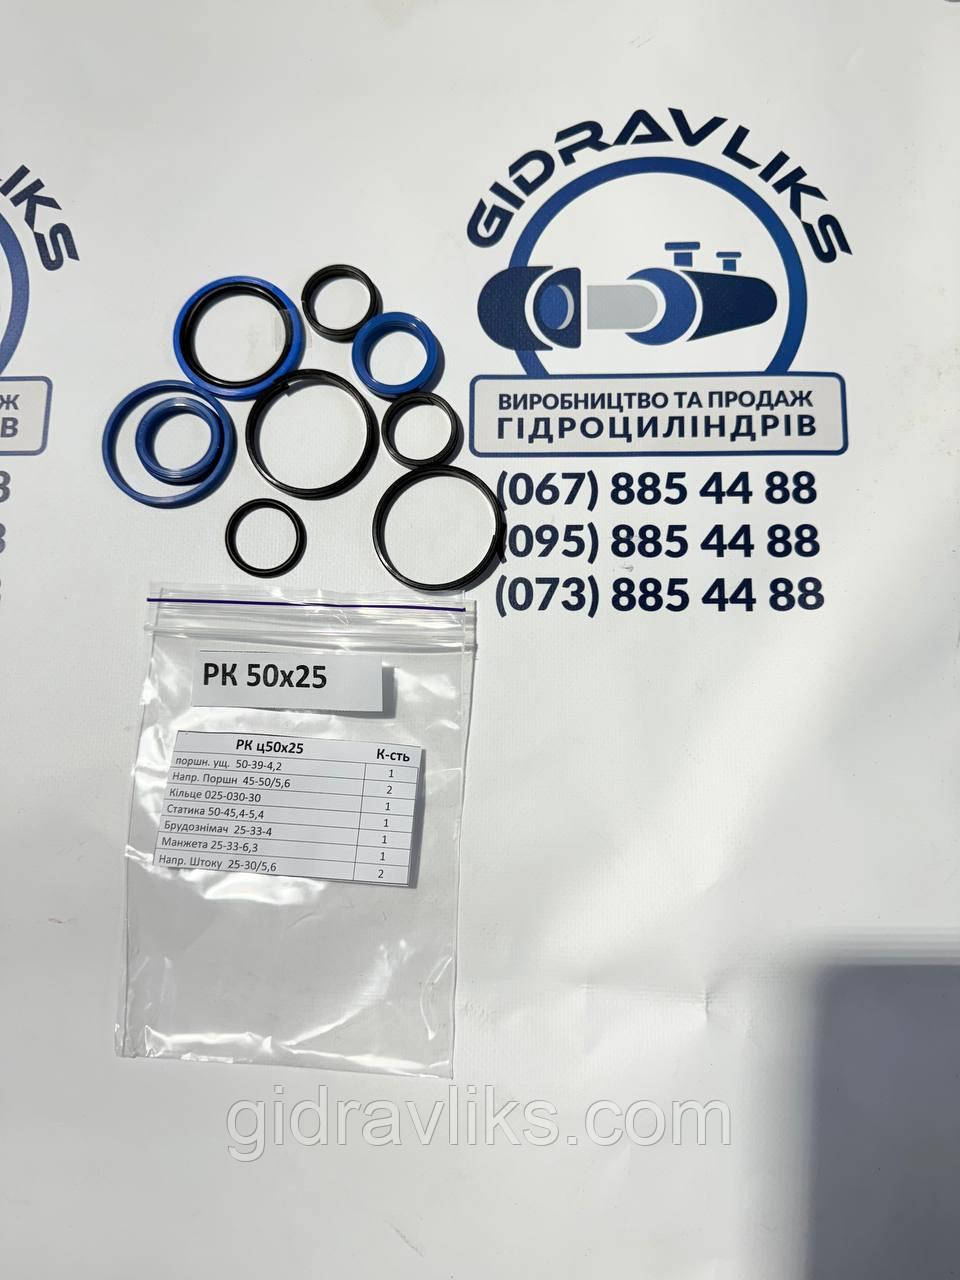 GIDRAVLIKS
ВИРОБНИЦТВО ТА ПРОДАЖ
ГІДРОЦИЛІНДРІВ
(067) 885 44 88
(095) 885 44 88
(073) 885 44 88
LIKS
Ж
В
8
РК 50х25
РК ц50х25 К-сть
поршн. ущ. 50-39-4,2 1
Напр. Поршн 45-50/5,6 2
Кільце 025-030-30 1
Статика 50-45,4-5,4 1
Брудознімач 25-33-4 1
Манжета 25-33-6,3 1
Напр. Штоку 25-30/5,6 2
gidravliks.com